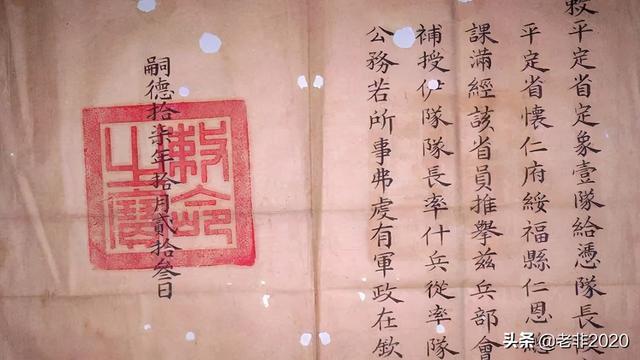 敕平定省定象壹隊給憑隊長
平定省懷仁府綏福縣仁恩
課滿經該省員推舉茲兵部會
補授伊隊隊長率什兵從率隊
公務若所事弗虔有軍政在欽
嗣德拾柒年拾月貳拾叄日
敕命之寶
头条 @老非2020